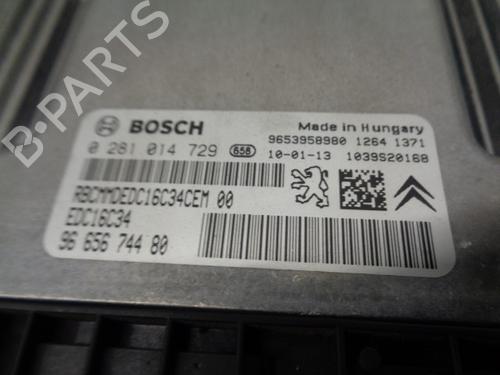 B-PARTS
BOSCH
Made in Hungary
9653958980 1264 1371
0 281 014 729 658 10-01-13 1039S20168
RBCMMDEDC16C34CEM 00
EDC16C34
96 656 744 80